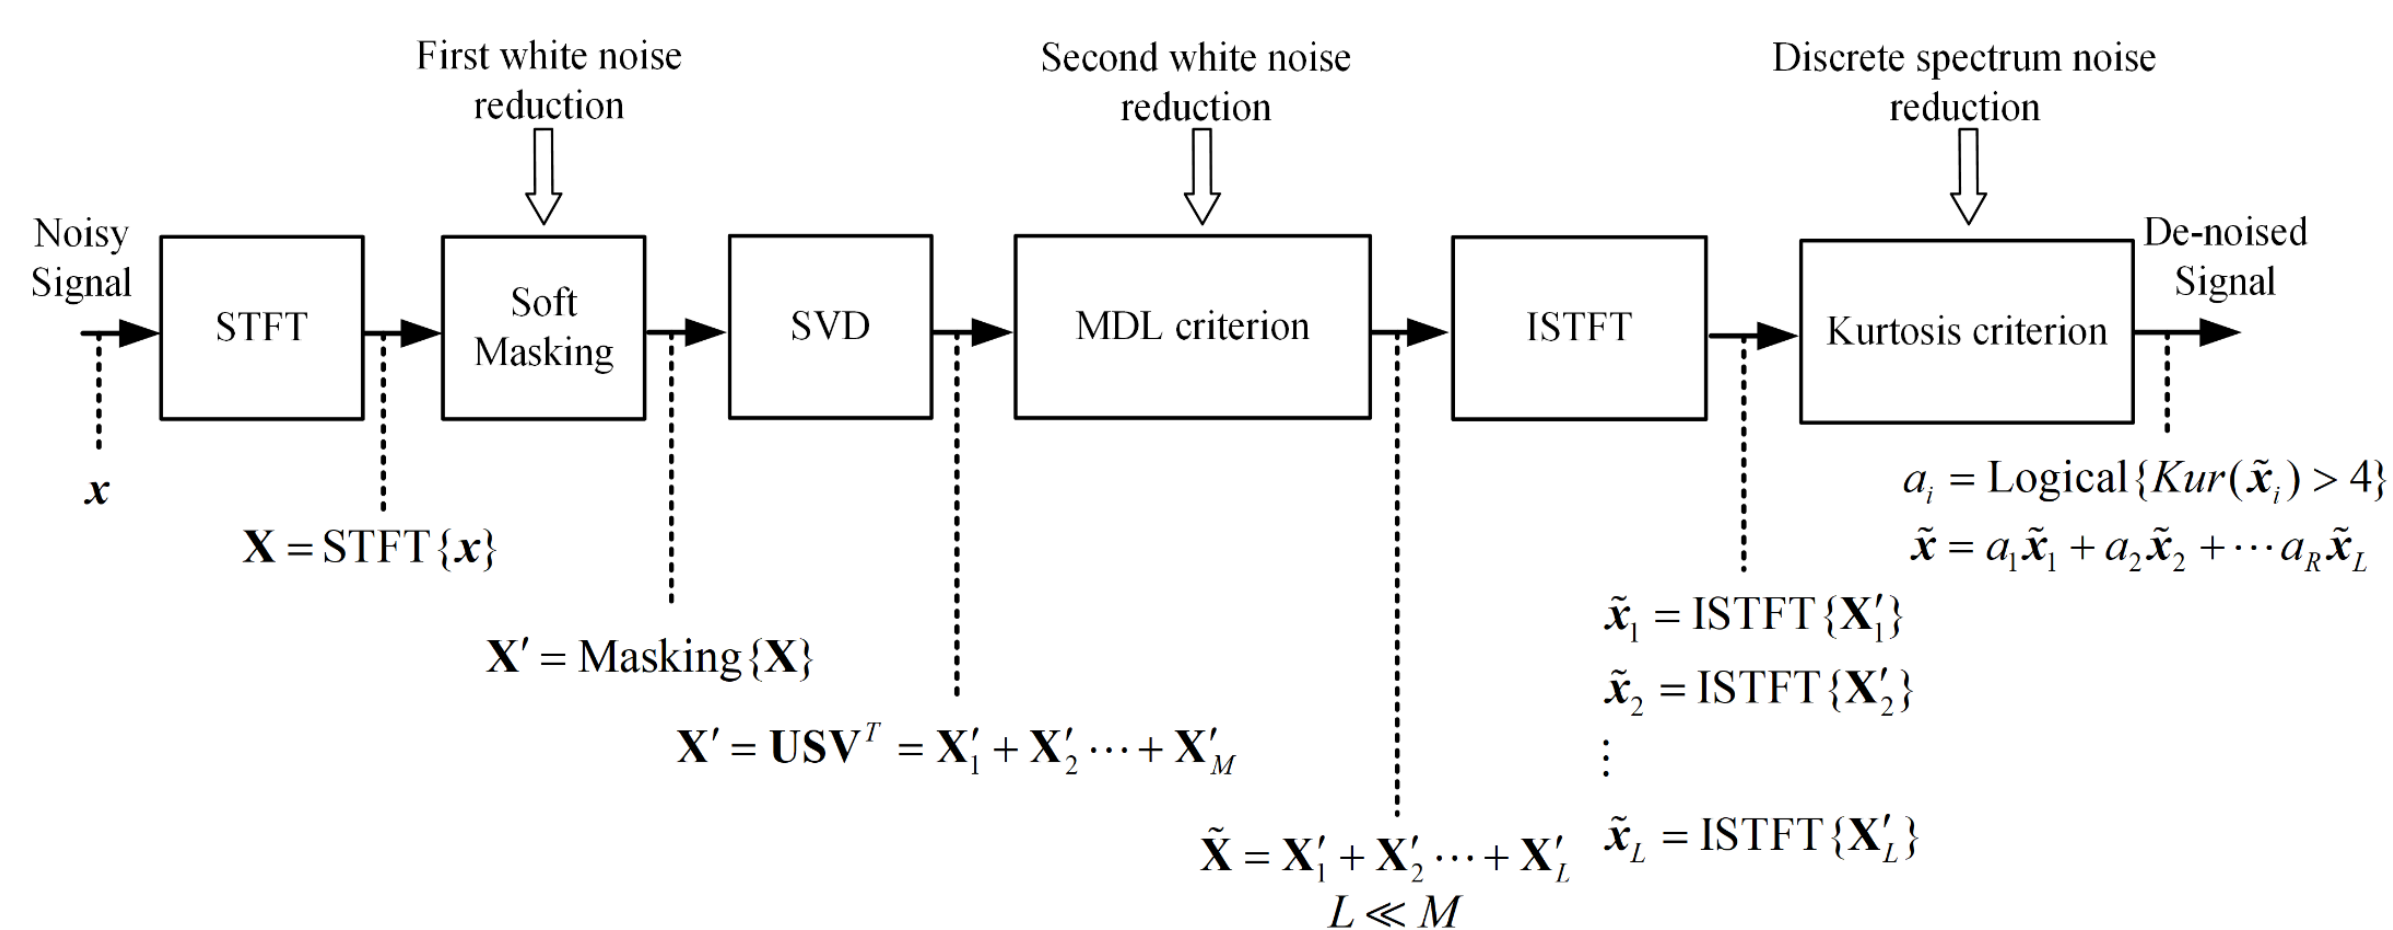 First white noise
reduction
Second white noise
reduction
Discrete spectrum noise
reduction
Noisy
Signal
STFT
Soft
Masking
SVD
MDL criterion
ISTFT
Kurtosis criterion
De-noised
Signal
x
X = STFT{x}
X′ = Masking{X}
X′ = USVᵀ = X′₁ + X′₂ ⋯ + X′_M
X̃ = X′₁ + X′₂ ⋯ + X′_L
L ≪ M
x̃₁ = ISTFT{X′₁}
x̃₂ = ISTFT{X′₂}
⋮
x̃_L = ISTFT{X′_L}
a_i = Logical{Kur(x̃_i) > 4}
x̃ = a₁x̃₁ + a₂x̃₂ + ⋯ a_R x̃_L